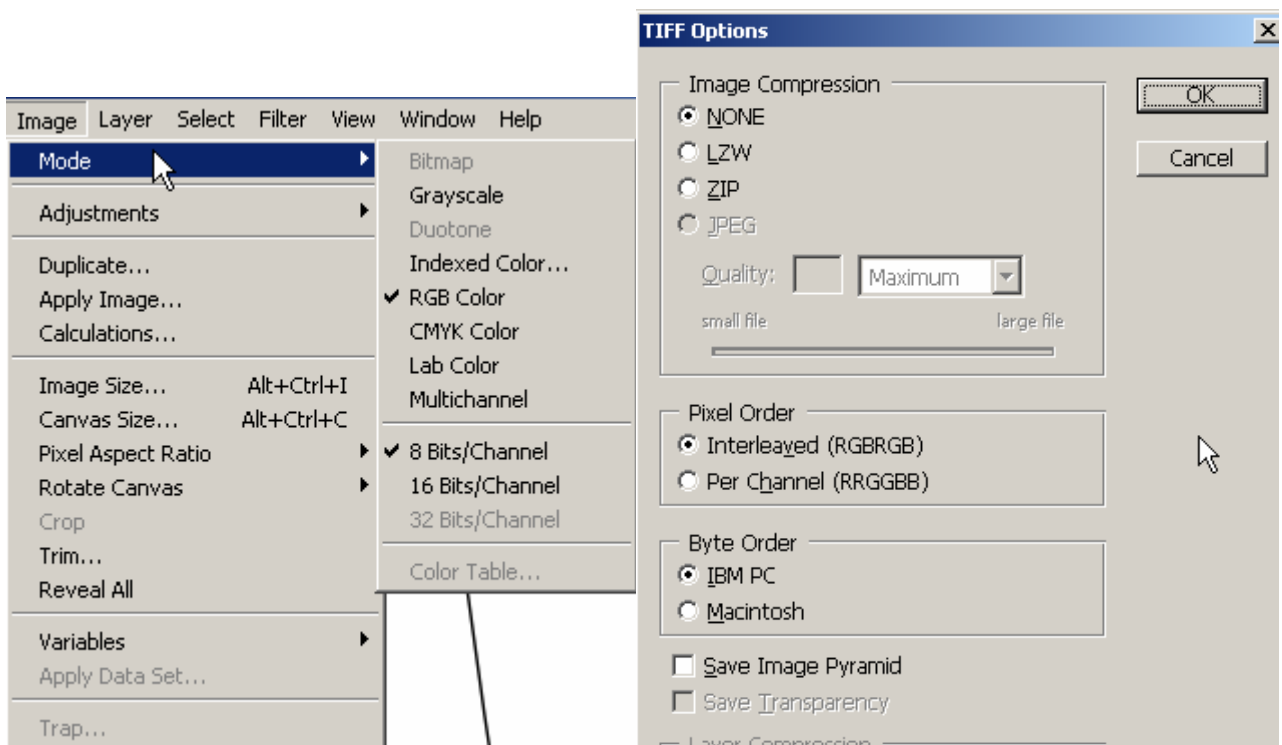 Image Layer Select Filter View Window Help
Mode
Adjustments
Duplicate...
Apply Image...
Calculations...
Image Size... Alt+Ctrl+I
Canvas Size... Alt+Ctrl+C
Pixel Aspect Ratio
Rotate Canvas
Crop
Trim...
Reveal All
Variables
Apply Data Set...
Trap...
Bitmap
Grayscale
Duotone
Indexed Color...
RGB Color
CMYK Color
Lab Color
Multichannel
8 Bits/Channel
16 Bits/Channel
32 Bits/Channel
Color Table...
TIFF Options
Image Compression
NONE
LZW
ZIP
JPEG
Quality: Maximum
small file large file
OK
Cancel
Pixel Order
Interleaved (RGBRGB)
Per Channel (RRGGBB)
Byte Order
IBM PC
Macintosh
Save Image Pyramid
Save Transparency
Layer Compression